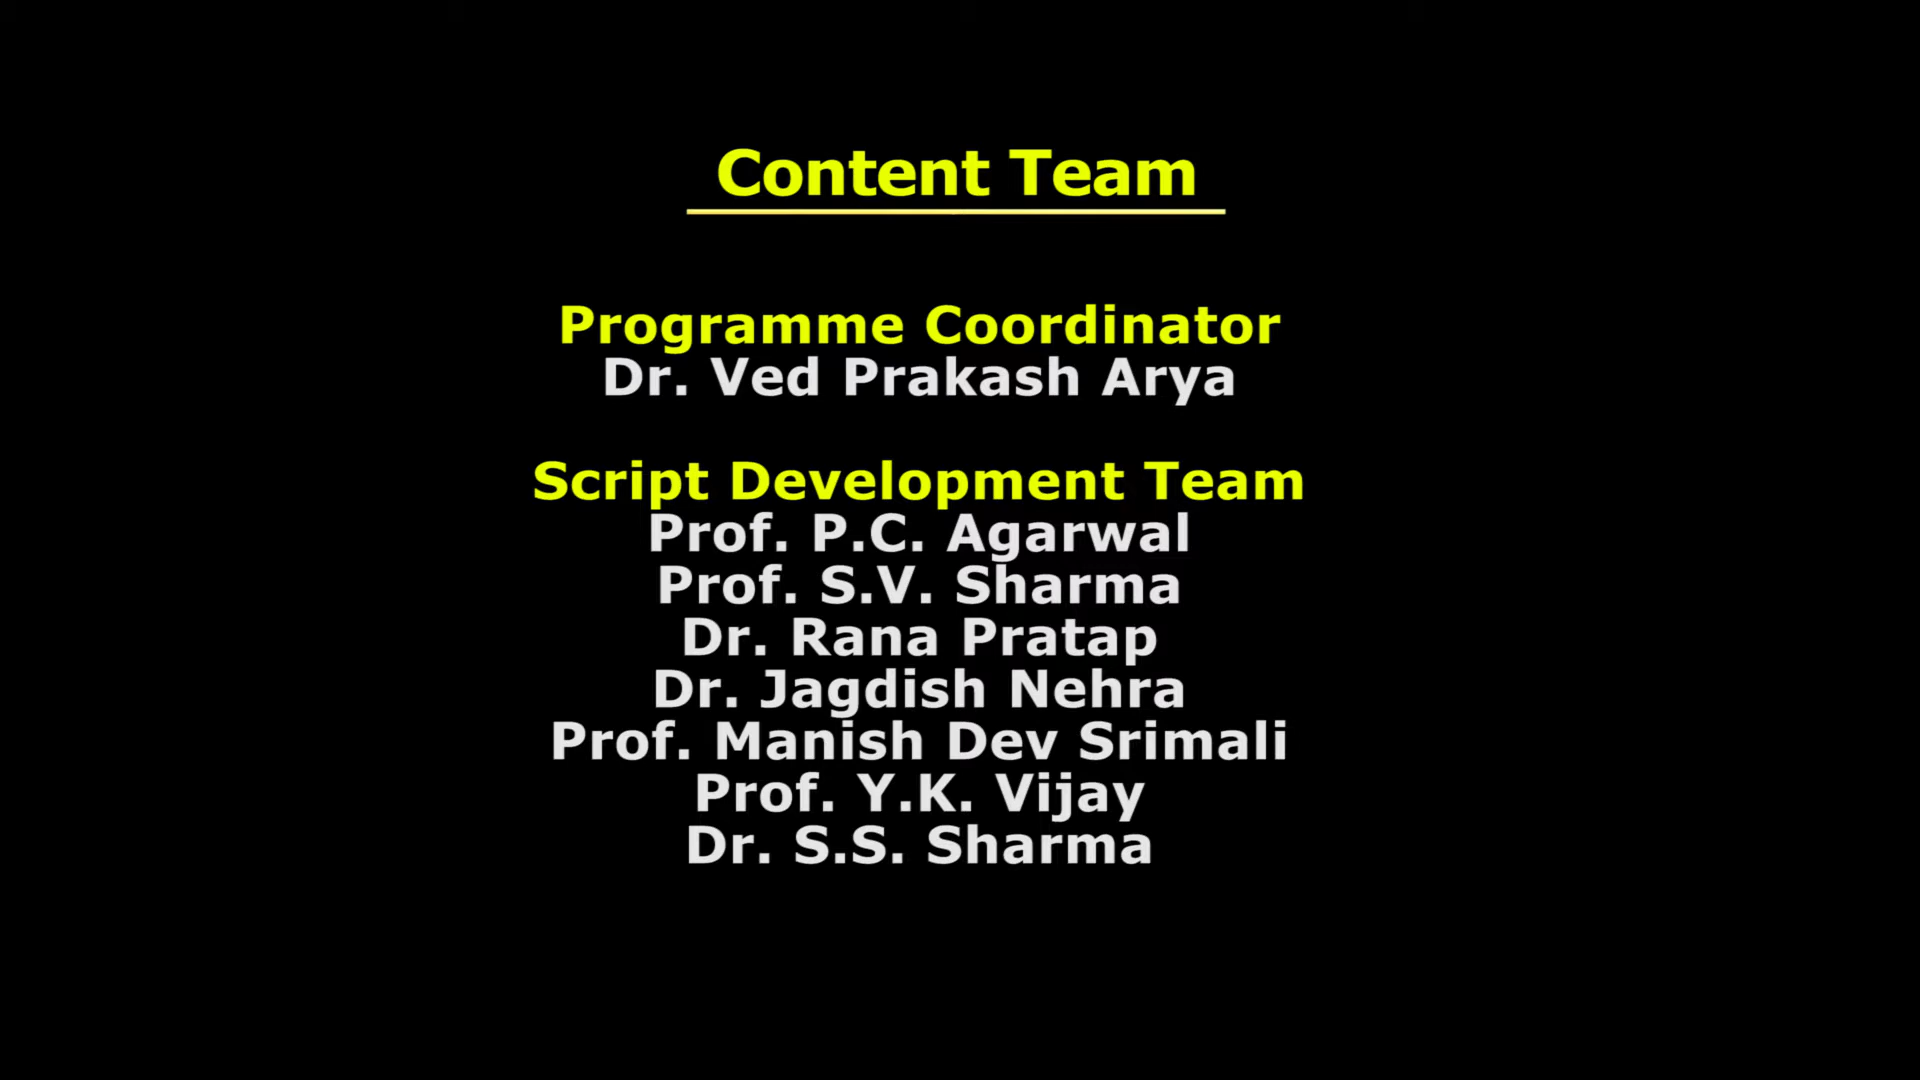 Content Team
Programme Coordinator
Dr. Ved Prakash Arya
Script Development Team
Prof. P.C. Agarwal
Prof. S.V. Sharma
Dr. Rana Pratap
Dr. Jagdish Nehra
Prof. Manish Dev Srimali
Prof. Y.K. Vijay
Dr. S.S. Sharma